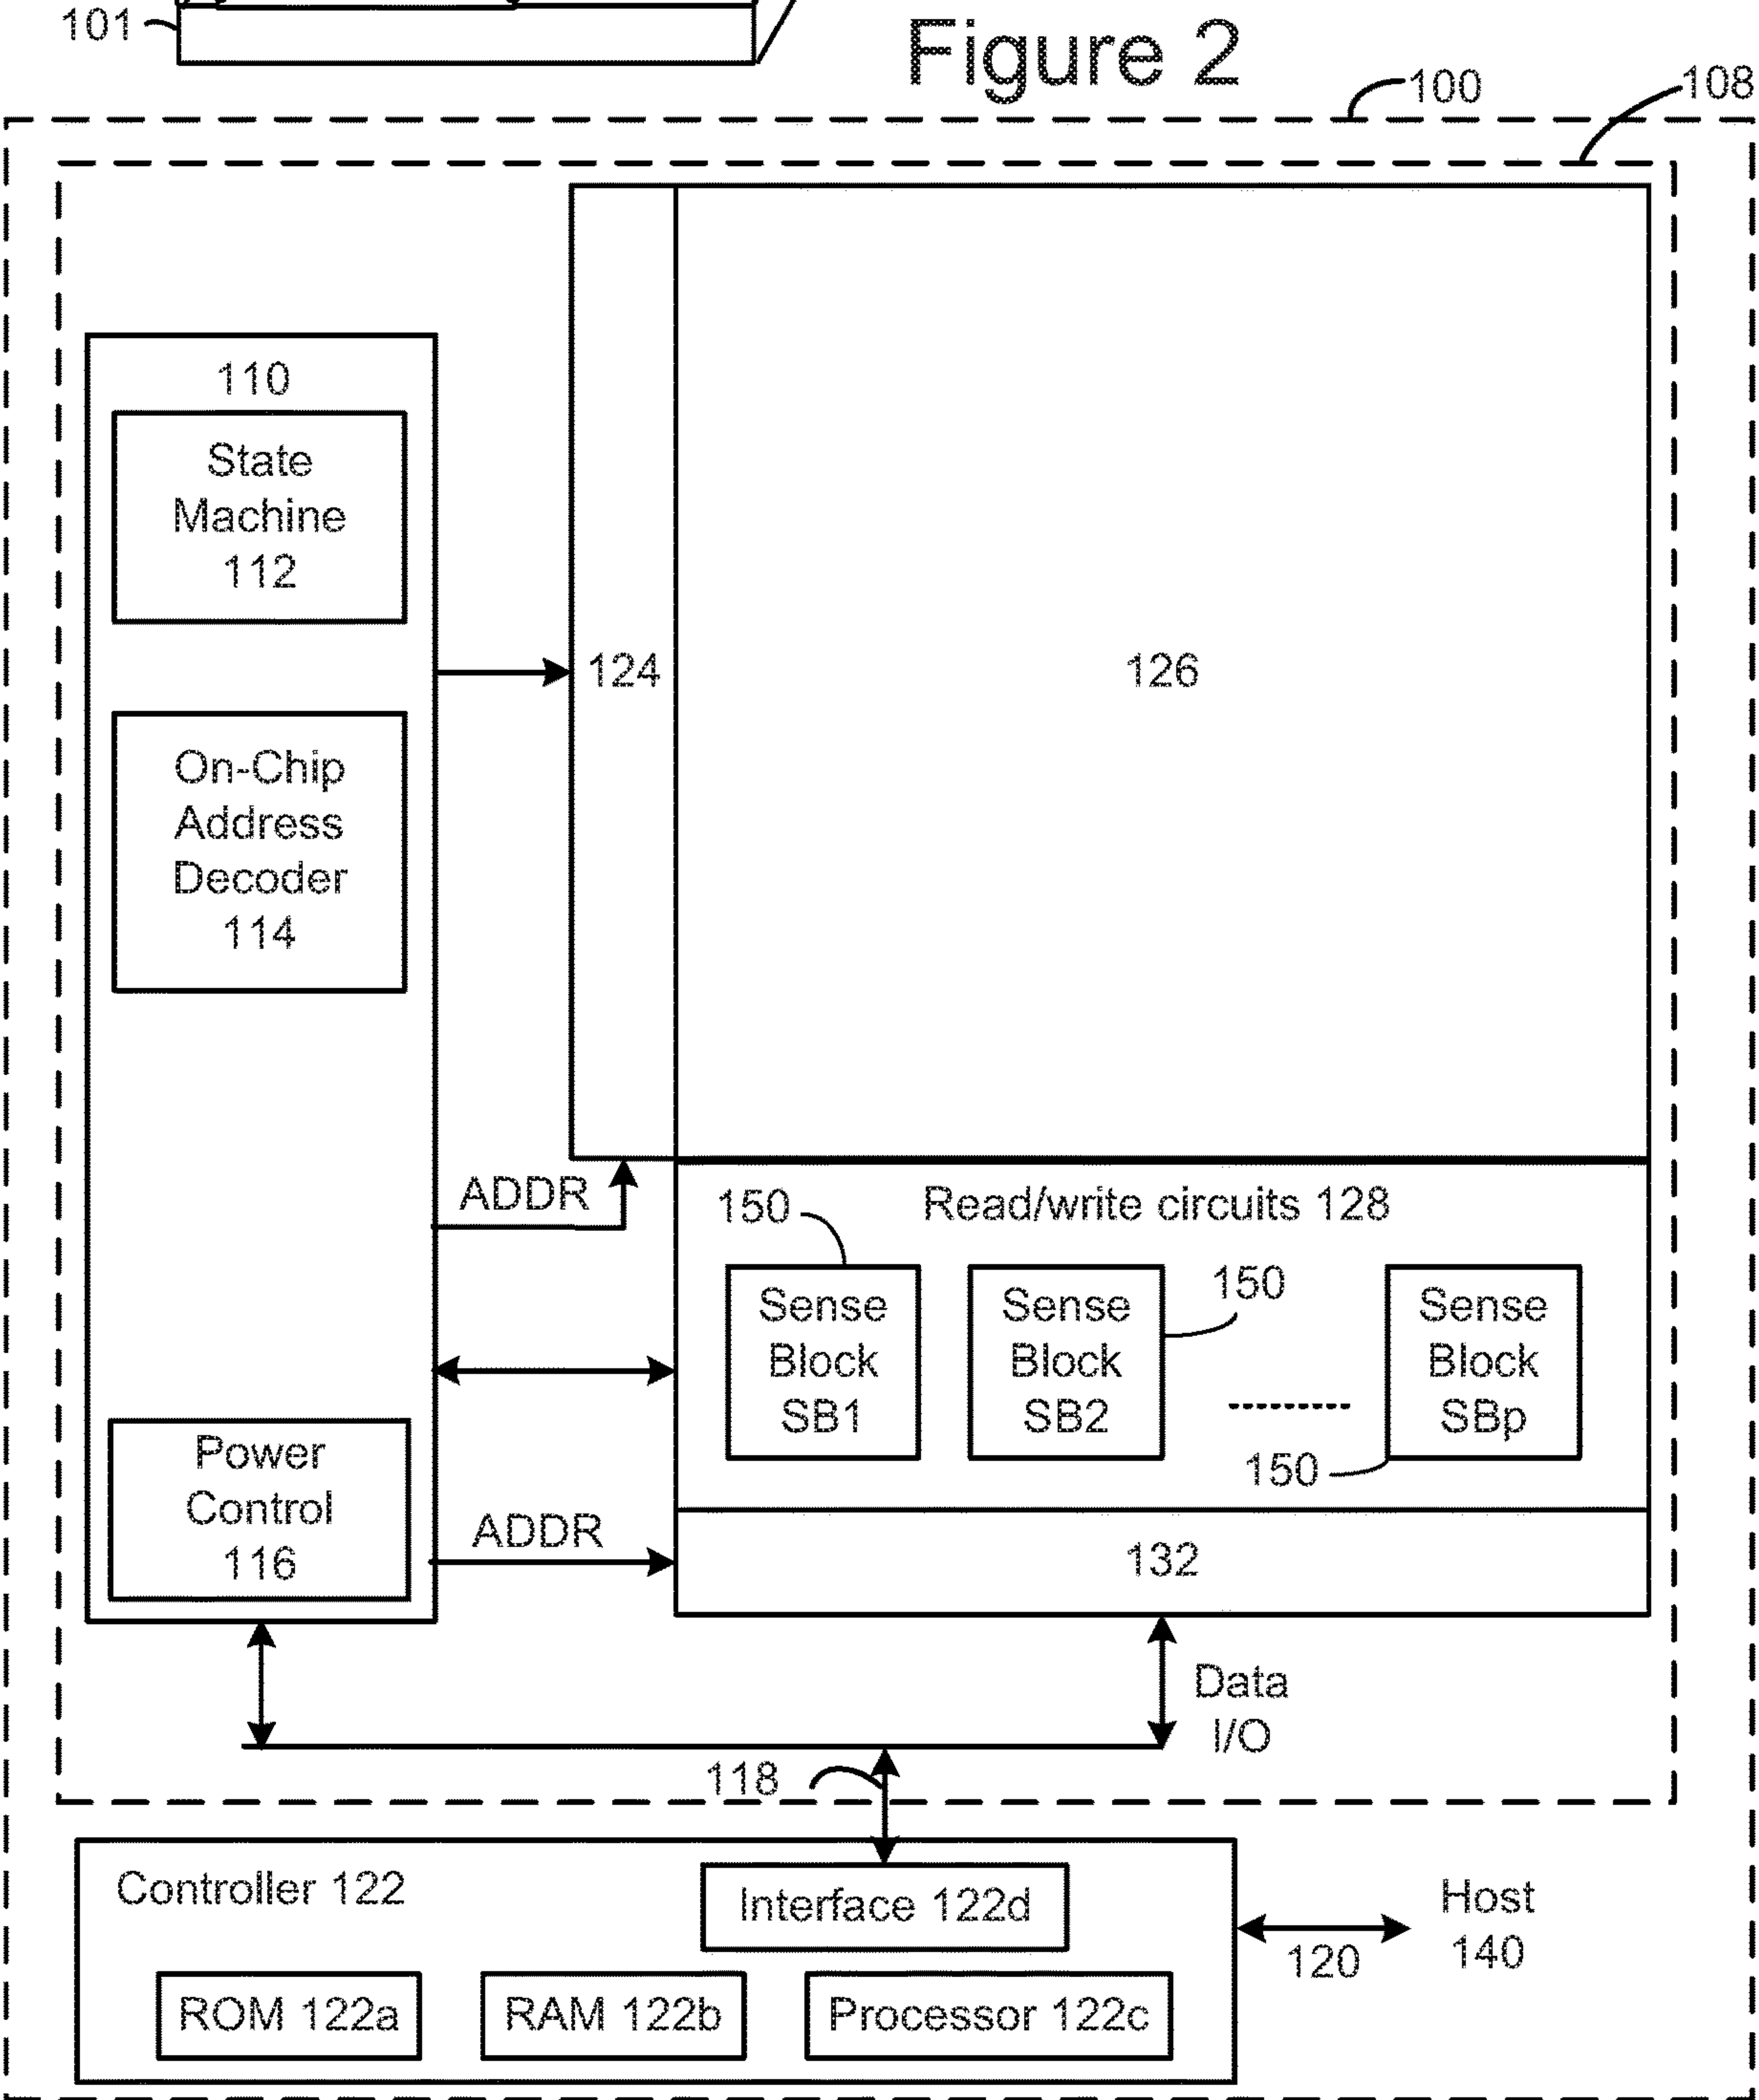 101
Figure 2
100
108
110
State
Machine
112
124
126
On-Chip
Address
Decoder
114
ADDR
150
Read/write circuits 128
Sense
Block
SB1
Sense
Block
SB2
150
Sense
Block
SBp
150
Power
Control
116
ADDR
132
Data
I/O
118
Controller 122
Interface 122d
Host
140
120
ROM 122a
RAM 122b
Processor 122c